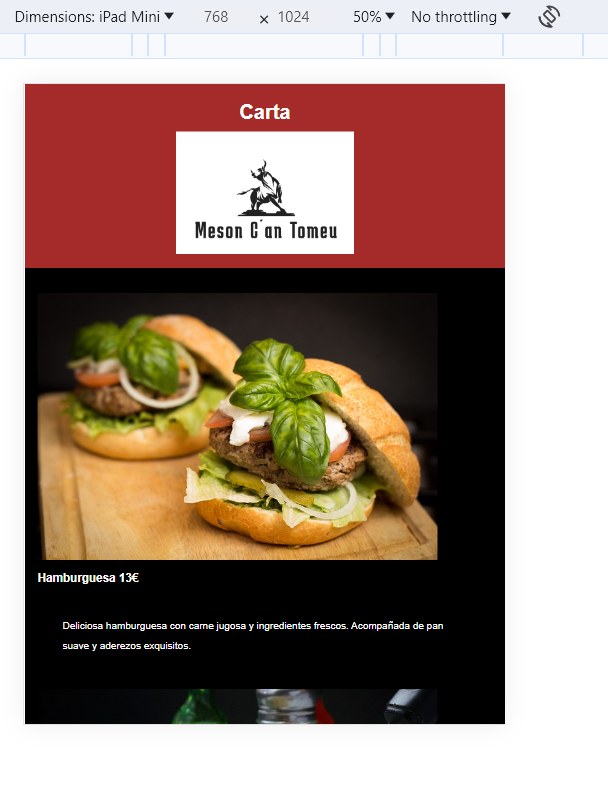 Dimensions: iPad Mini ▼ 768 × 1024 50% ▼ No throttling ▼
Carta
Meson C'an Tomeu
Hamburguesa 13€
Deliciosa hamburguesa con carne jugosa y ingredientes frescos. Acompañada de pan
suave y aderezos exquisitos.